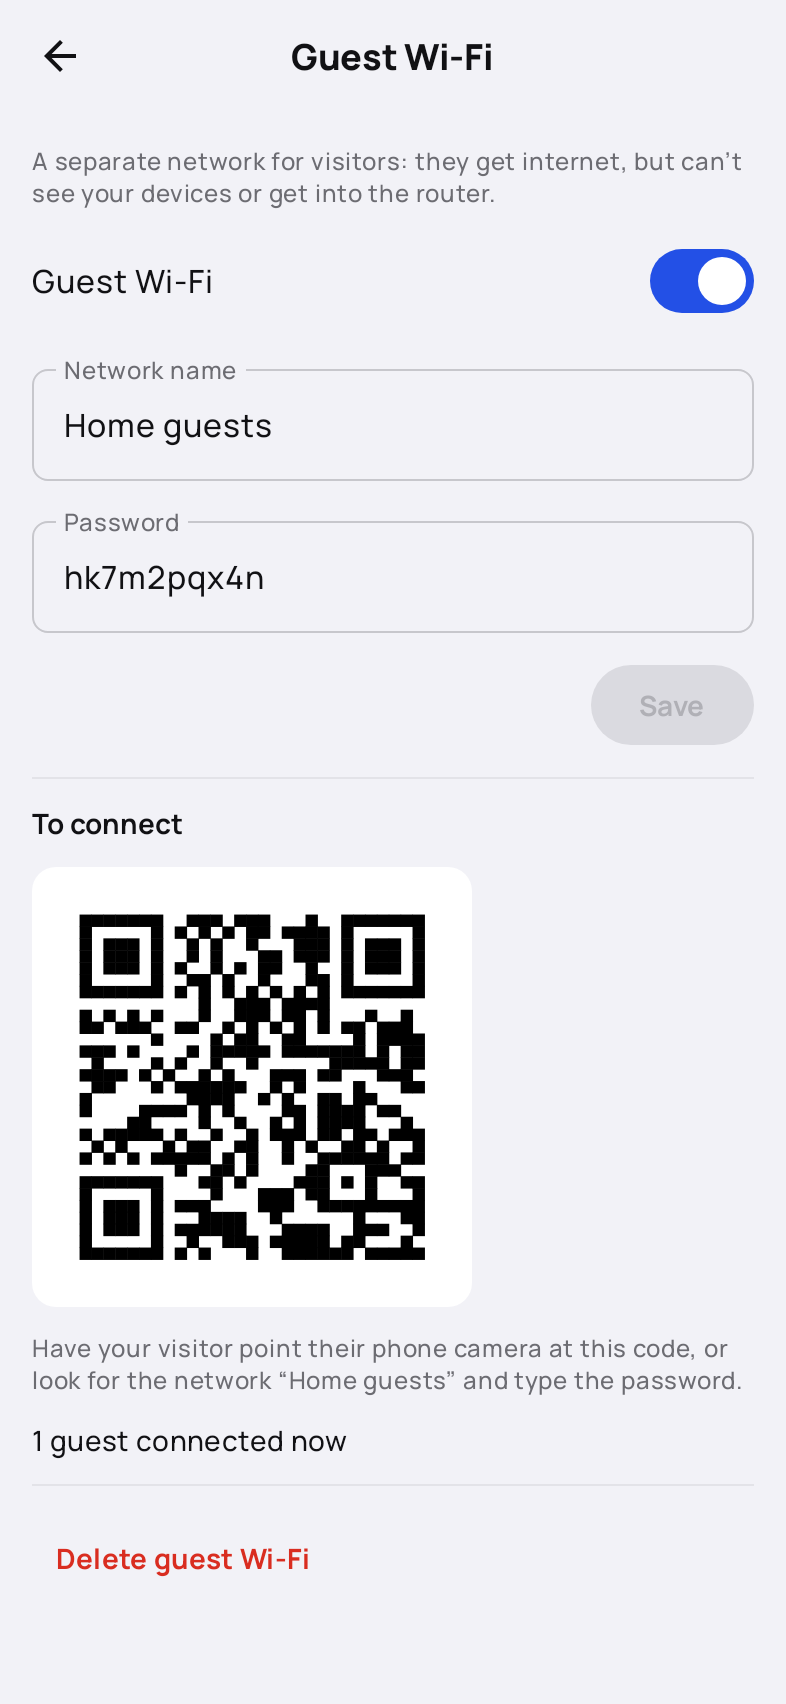 Guest Wi-Fi
A separate network for visitors: they get internet, but can’t
see your devices or get into the router.
Guest Wi-Fi
Network name
Home guests
Password
hk7m2pqx4n
Save
To connect
Have your visitor point their phone camera at this code, or
look for the network “Home guests” and type the password.
1 guest connected now
Delete guest Wi-Fi